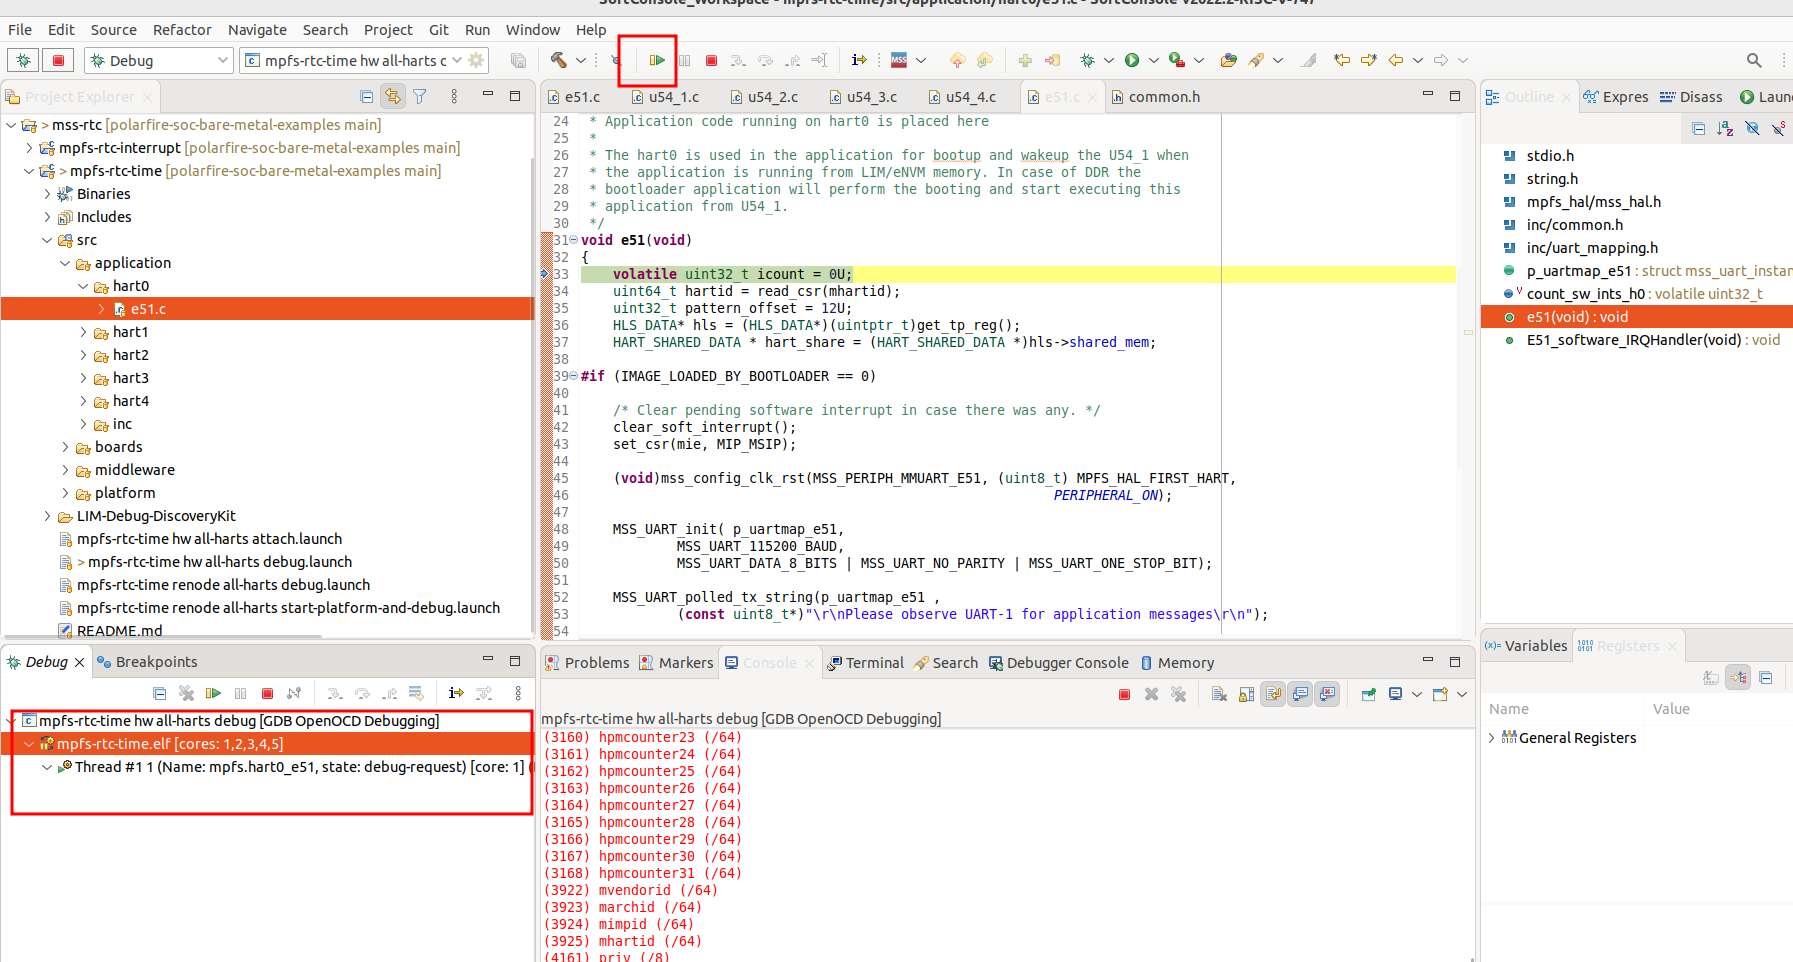 SoftConsole_workspace - mpfs-rtc-time/src/application/hart0/e51.c - SoftConsole v2022.2-RISC-V-747
File Edit Source Refactor Navigate Search Project Git Run Window Help
Debug
mpfs-rtc-time hw all-harts c
MSS
Project Explorer
> mss-rtc [polarfire-soc-bare-metal-examples main]
mpfs-rtc-interrupt [polarfire-soc-bare-metal-examples main]
> mpfs-rtc-time [polarfire-soc-bare-metal-examples main]
Binaries
Includes
src
application
hart0
e51.c
hart1
hart2
hart3
hart4
inc
boards
middleware
platform
LIM-Debug-DiscoveryKit
mpfs-rtc-time hw all-harts attach.launch
> mpfs-rtc-time hw all-harts debug.launch
mpfs-rtc-time renode all-harts debug.launch
mpfs-rtc-time renode all-harts start-platform-and-debug.launch
README.md
e51.c u54_1.c u54_2.c u54_3.c u54_4.c e51.c common.h
24 * Application code running on hart0 is placed here
25 *
26 * The hart0 is used in the application for bootup and wakeup the U54_1 when
27 * the application is running from LIM/eNVM memory. In case of DDR the
28 * bootloader application will perform the booting and start executing this
29 * application from U54_1.
30 */
31 void e51(void)
32 {
33 volatile uint32_t icount = 0U;
34 uint64_t hartid = read_csr(mhartid);
35 uint32_t pattern_offset = 12U;
36 HLS_DATA* hls = (HLS_DATA*)(uintptr_t)get_tp_reg();
37 HART_SHARED_DATA * hart_share = (HART_SHARED_DATA *)hls->shared_mem;
38
39 #if (IMAGE_LOADED_BY_BOOTLOADER == 0)
40
41 /* Clear pending software interrupt in case there was any. */
42 clear_soft_interrupt();
43 set_csr(mie, MIP_MSIP);
44
45 (void)mss_config_clk_rst(MSS_PERIPH_MMUART_E51, (uint8_t) MPFS_HAL_FIRST_HART,
46 PERIPHERAL_ON);
47
48 MSS_UART_init( p_uartmap_e51,
49 MSS_UART_115200_BAUD,
50 MSS_UART_DATA_8_BITS | MSS_UART_NO_PARITY | MSS_UART_ONE_STOP_BIT);
51
52 MSS_UART_polled_tx_string(p_uartmap_e51 ,
53 (const uint8_t*)"\r\nPlease observe UART-1 for application messages\r\n");
54
Outline Expres Disass Laun
stdio.h
string.h
mpfs_hal/mss_hal.h
inc/common.h
inc/uart_mapping.h
p_uartmap_e51 : struct mss_uart_instan
count_sw_ints_h0 : volatile uint32_t
e51(void) : void
E51_software_IRQHandler(void) : void
Debug Breakpoints
mpfs-rtc-time hw all-harts debug [GDB OpenOCD Debugging]
mpfs-rtc-time.elf [cores: 1,2,3,4,5]
Thread #1 1 (Name: mpfs.hart0_e51, state: debug-request) [core: 1] (
Problems Markers Console Terminal Search Debugger Console Memory
mpfs-rtc-time hw all-harts debug [GDB OpenOCD Debugging]
(3160) hpmcounter23 (/64)
(3161) hpmcounter24 (/64)
(3162) hpmcounter25 (/64)
(3163) hpmcounter26 (/64)
(3164) hpmcounter27 (/64)
(3165) hpmcounter28 (/64)
(3166) hpmcounter29 (/64)
(3167) hpmcounter30 (/64)
(3168) hpmcounter31 (/64)
(3922) mvendorid (/64)
(3923) marchid (/64)
(3924) mimpid (/64)
(3925) mhartid (/64)
(4161) priv (/8)
Variables Registers
Name Value
General Registers